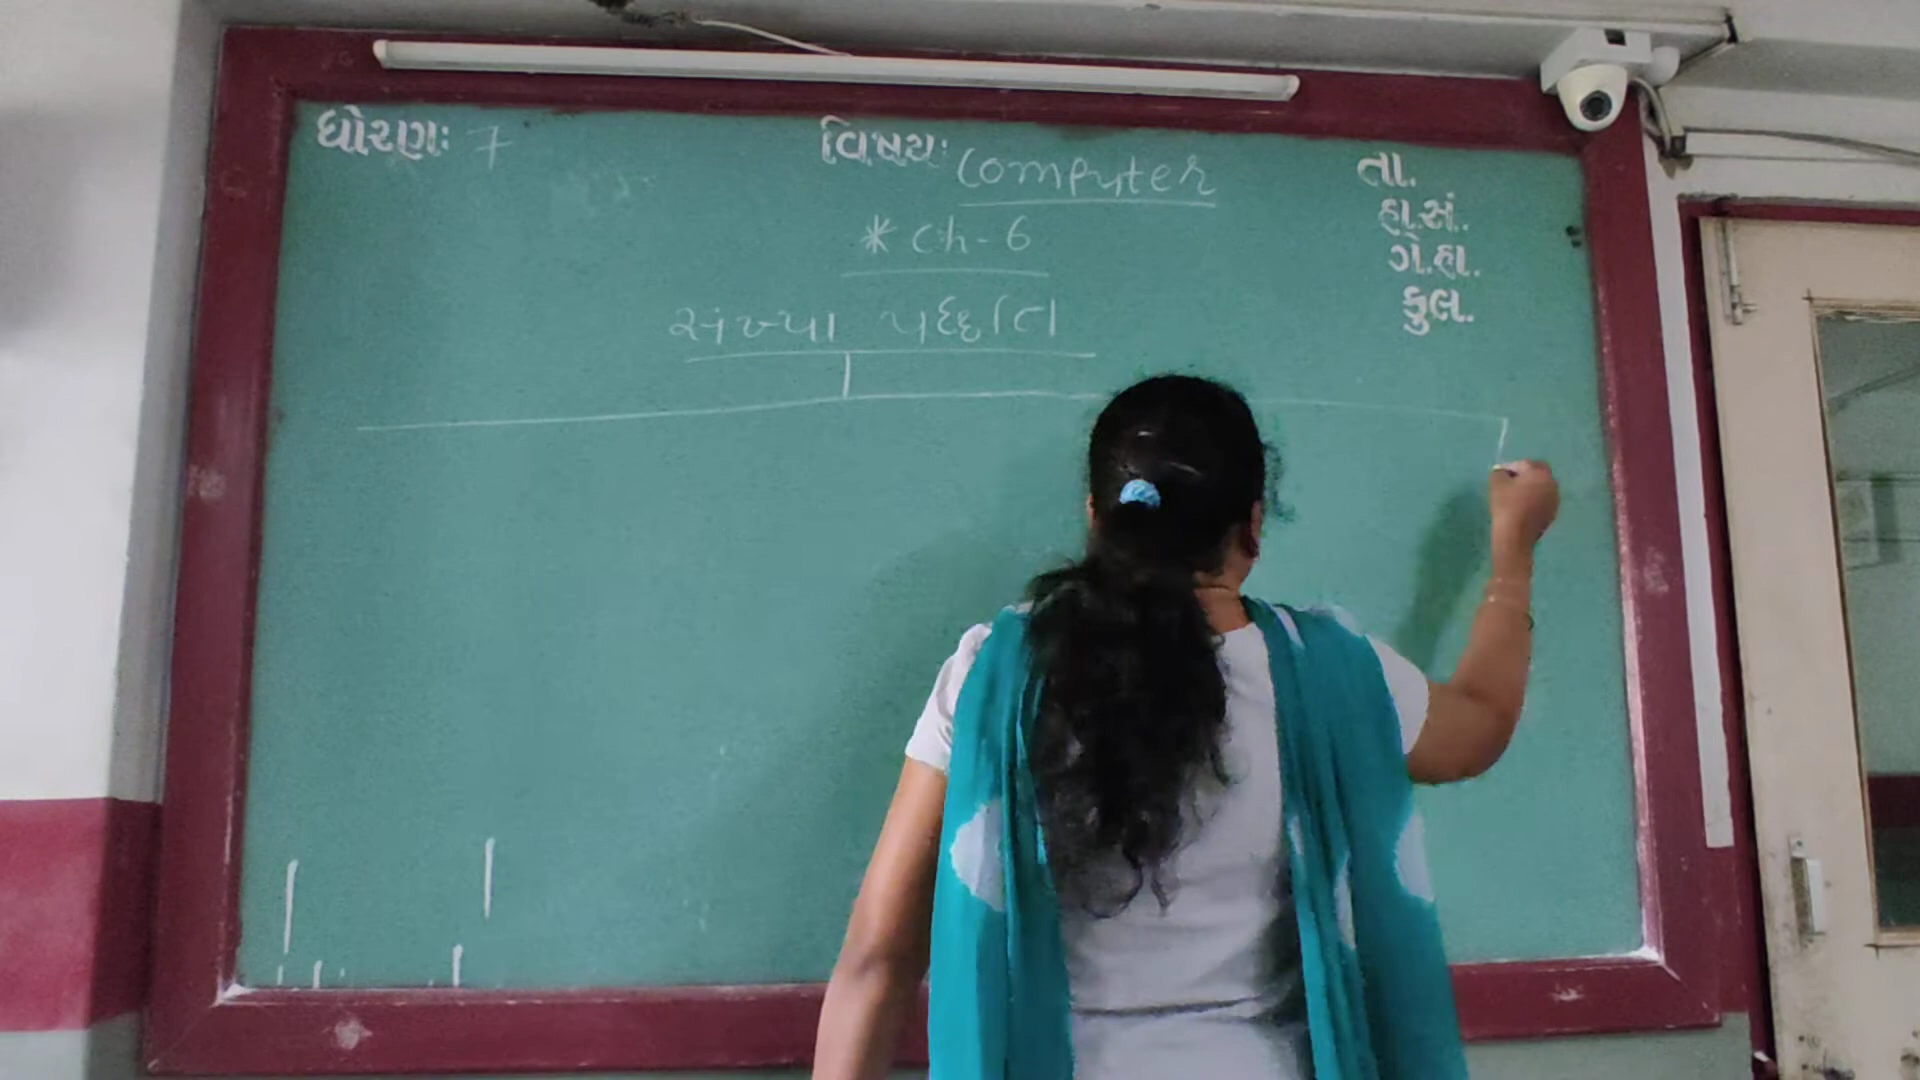 ધોરણઃ 7
વિષયઃ Computer
તા.
હા.સં.
ગે.હા.
કુલ.
* Ch-6
સંખ્યા પદ્ધતિ